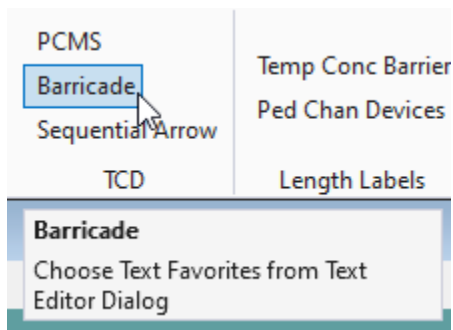 PCMS
Barricade
Sequential Arrow
TCD
Temp Conc Barrier
Ped Chan Devices
Length Labels
Barricade
Choose Text Favorites from Text
Editor Dialog